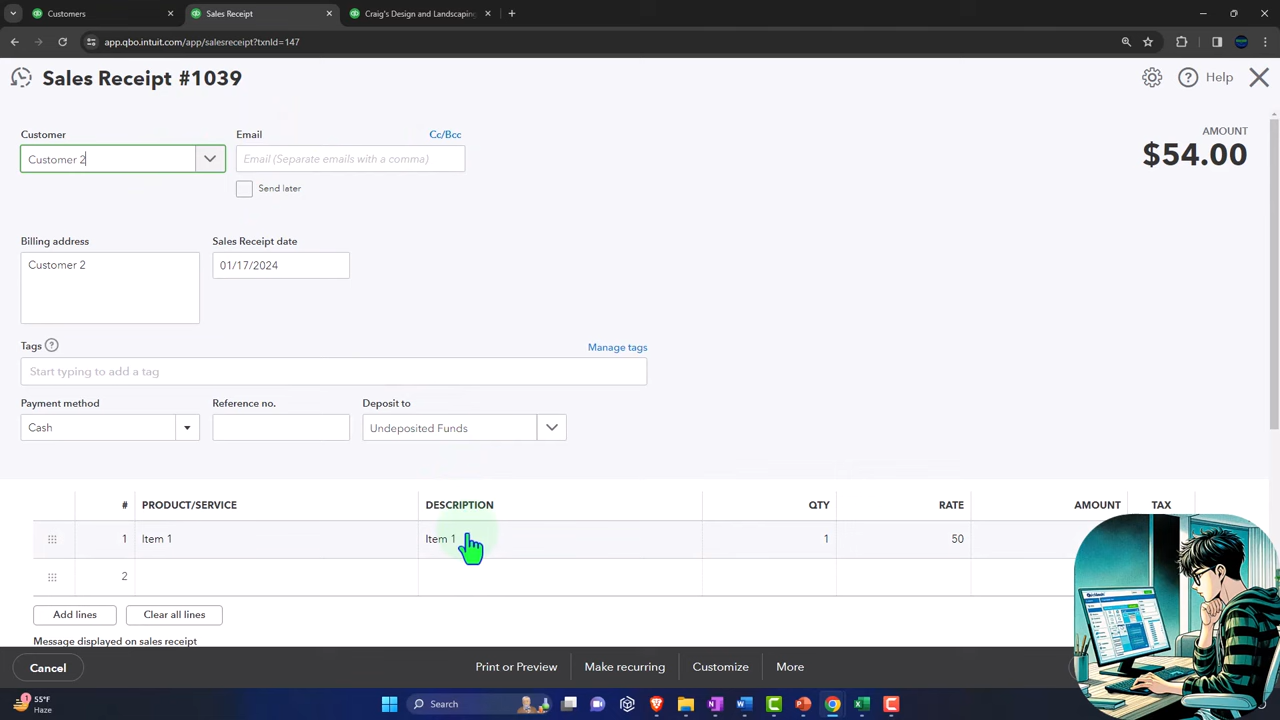 Customers
Sales Receipt
Craig's Design and Landscaping
app.qbo.intuit.com/app/salesreceipt?txnId=147
Sales Receipt #1039
Help
Customer
Email
Cc/Bcc
AMOUNT
Customer 2
Email (Separate emails with a comma)
$54.00
Send later
Billing address
Sales Receipt date
Customer 2
01/17/2024
Tags
Manage tags
Start typing to add a tag
Payment method
Reference no.
Deposit to
Cash
Undeposited Funds
# PRODUCT/SERVICE DESCRIPTION QTY RATE AMOUNT TAX
1 Item 1 Item 1 1 50
2
Add lines
Clear all lines
Message displayed on sales receipt
Cancel
Print or Preview
Make recurring
Customize
More
1
55°F
Haze
Search